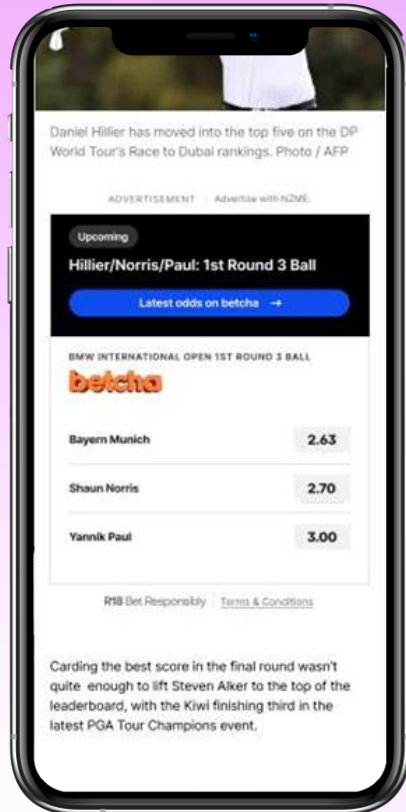 Daniel Hillier has moved into the top five on the DP
World Tour's Race to Dubai rankings. Photo / AFP
ADVERTISEMENT | Advertise with NZME.
Upcoming
Hillier/Norris/Paul: 1st Round 3 Ball
Latest odds on betcha →
BMW INTERNATIONAL OPEN 1ST ROUND 3 BALL
betcha
Bayern Munich 2.63
Shaun Norris 2.70
Yannik Paul 3.00
R18 Bet Responsibly | Terms & Conditions
Carding the best score in the final round wasn't
quite enough to lift Steven Alker to the top of the
leaderboard, with the Kiwi finishing third in the
latest PGA Tour Champions event.